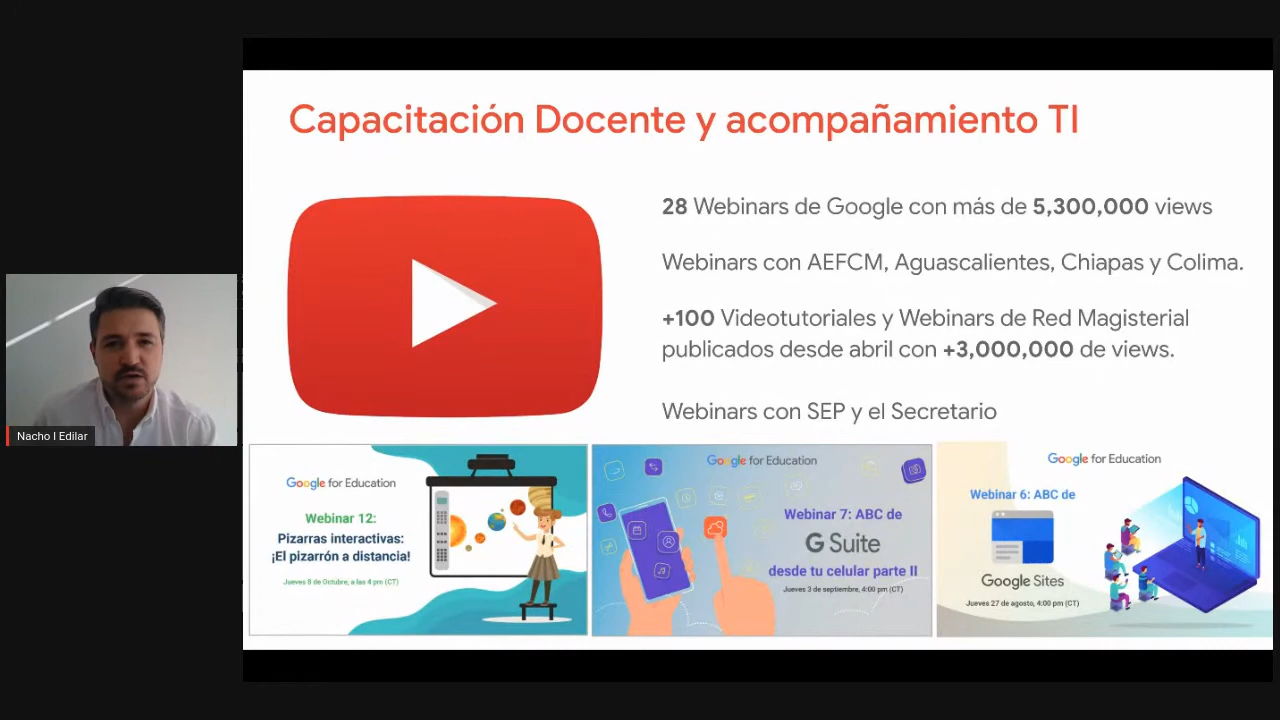 Capacitación Docente y acompañamiento TI
28 Webinars de Google con más de 5,300,000 views
Webinars con AEFCM, Aguascalientes, Chiapas y Colima.
+100 Videotutoriales y Webinars de Red Magisterial
publicados desde abril con +3,000,000 de views.
Webinars con SEP y el Secretario
Nacho I Edilar
Google for Education
Webinar 12:
Pizarras interactivas:
¡El pizarrón a distancia!
Jueves 8 de Octubre, a las 4 pm (CT)
Google for Education
Webinar 7: ABC de
G Suite
desde tu celular parte II
Jueves 3 de septiembre, 4:00 pm (CT)
Google for Education
Webinar 6: ABC de
Google Sites
Jueves 27 de agosto, 4:00 pm (CT)